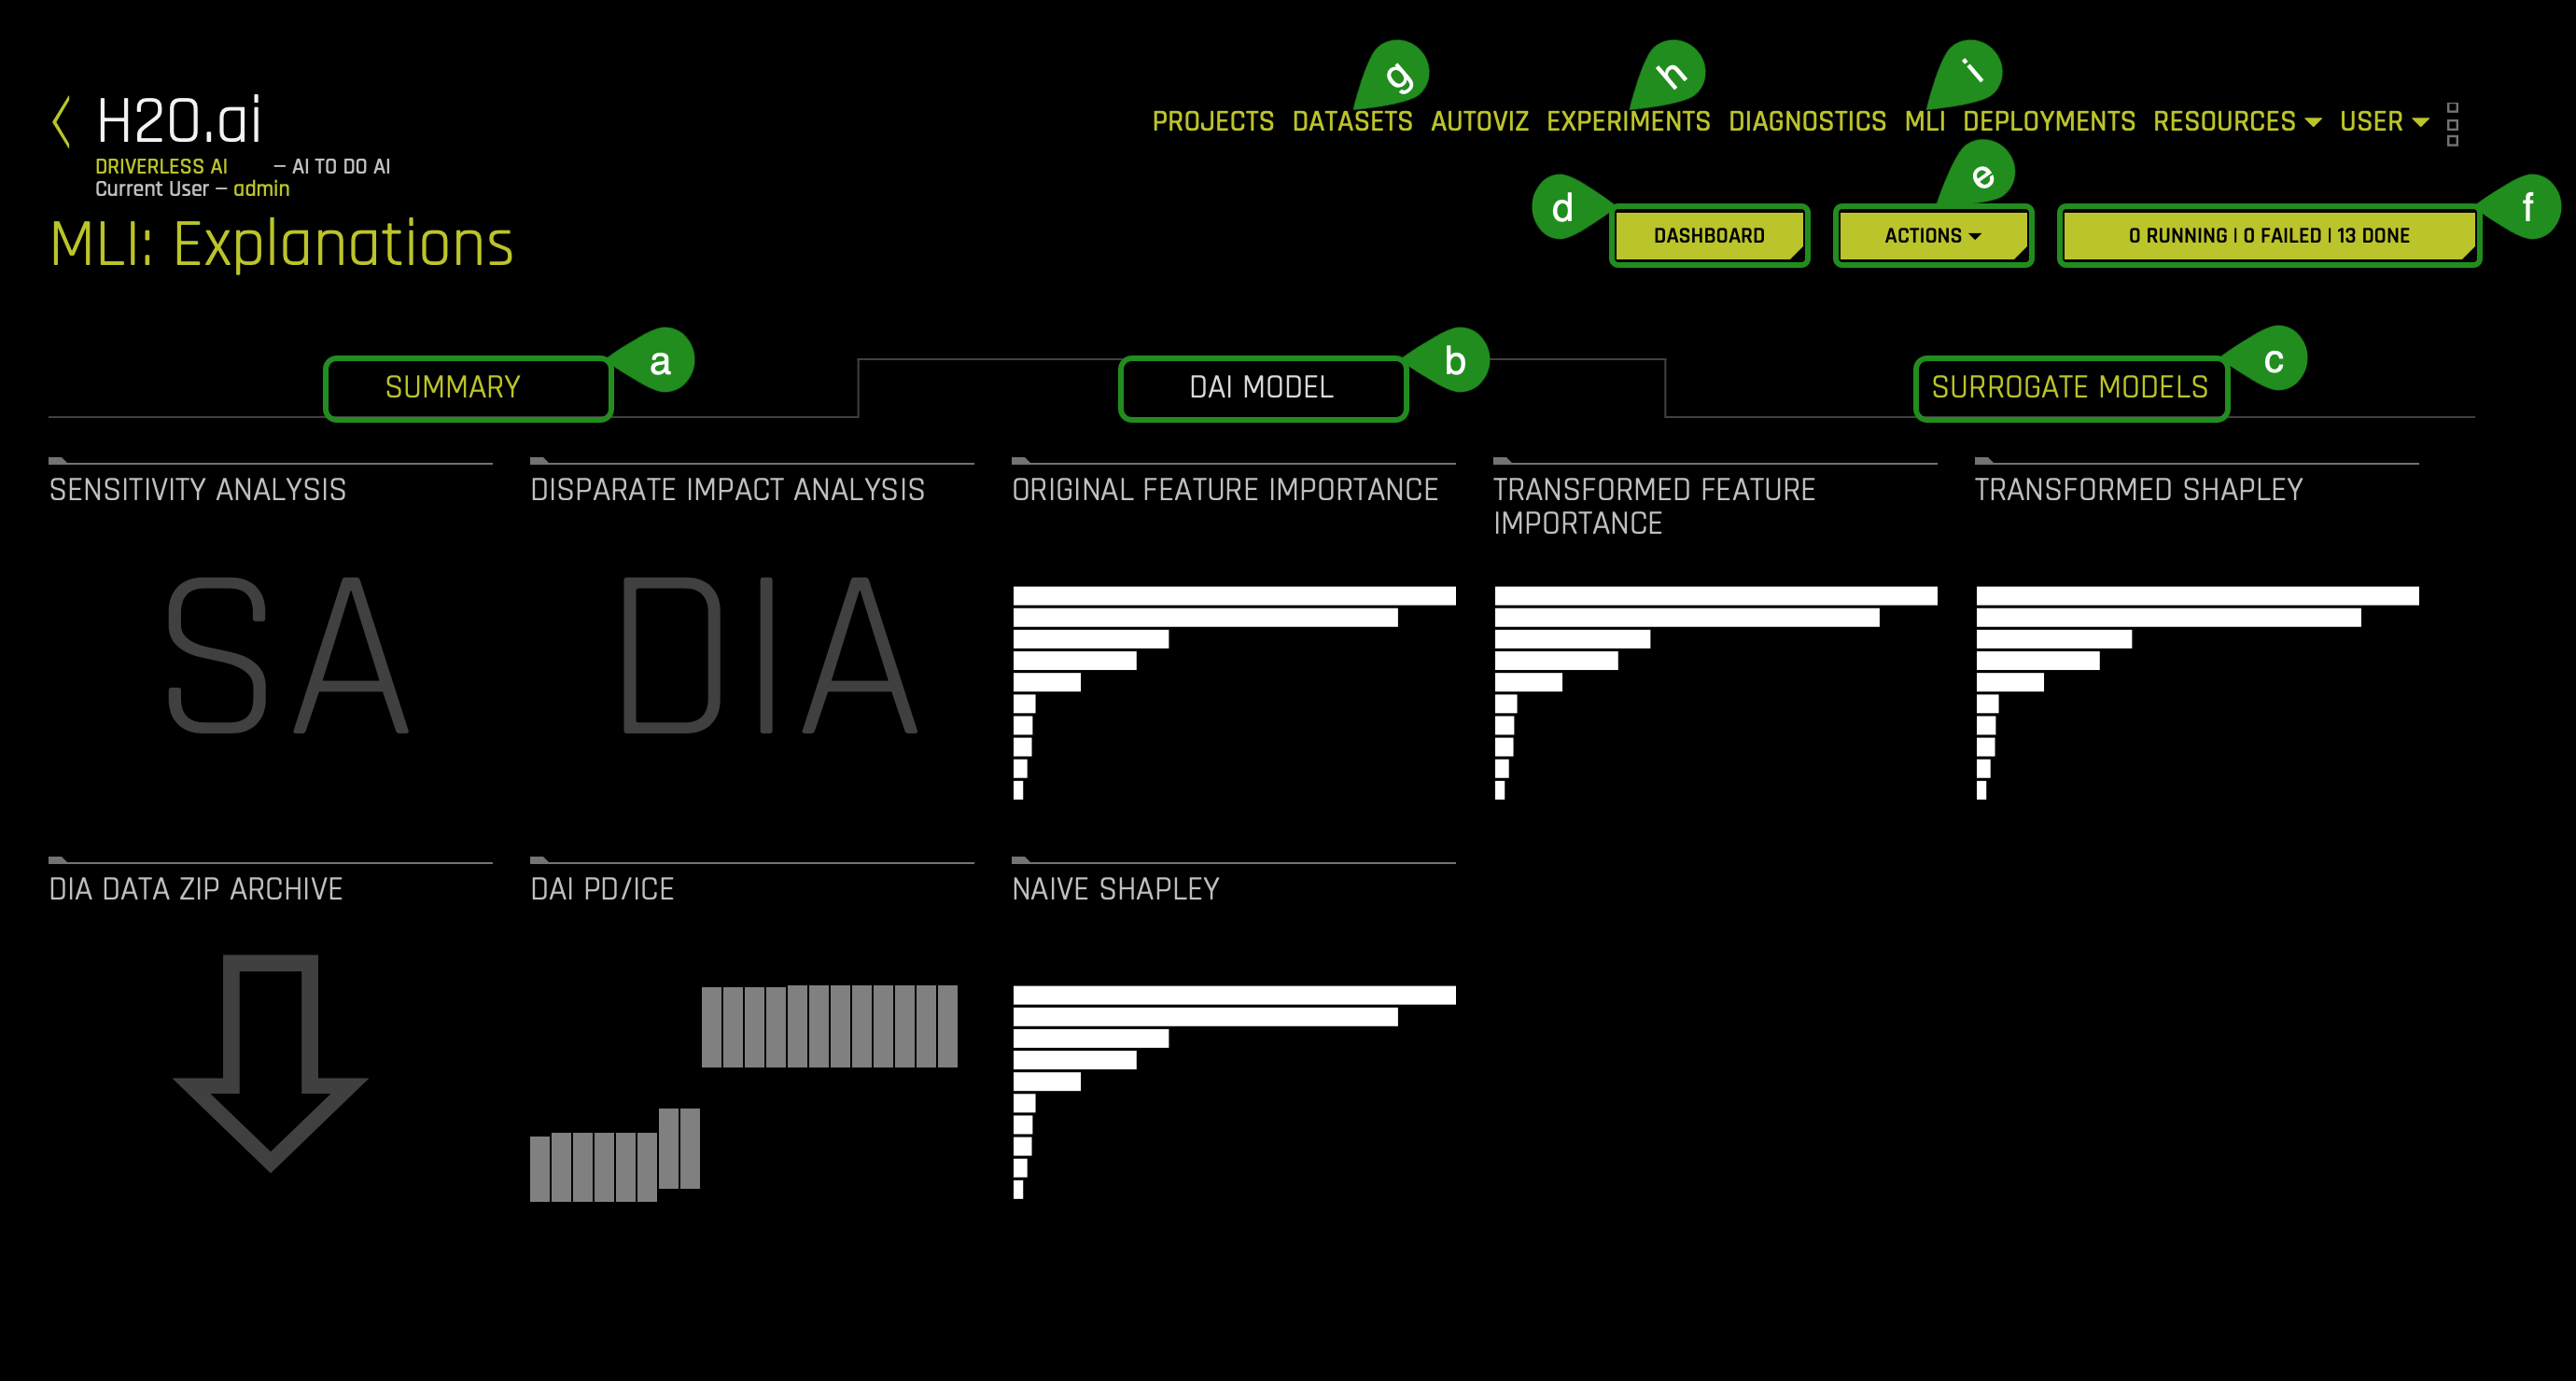 g h i
H2O.ai
PROJECTS DATASETS AUTOVIZ EXPERIMENTS DIAGNOSTICS MLI DEPLOYMENTS RESOURCES USER
DRIVERLESS AI — AI TO DO AI
Current User — admin
MLI: Explanations
d e f
DASHBOARD ACTIONS 0 RUNNING | 0 FAILED | 13 DONE
a b c
SUMMARY DAI MODEL SURROGATE MODELS
SENSITIVITY ANALYSIS
DISPARATE IMPACT ANALYSIS
ORIGINAL FEATURE IMPORTANCE
TRANSFORMED FEATURE
IMPORTANCE
TRANSFORMED SHAPLEY
SA
DIA
DIA DATA ZIP ARCHIVE
DAI PD/ICE
NAIVE SHAPLEY